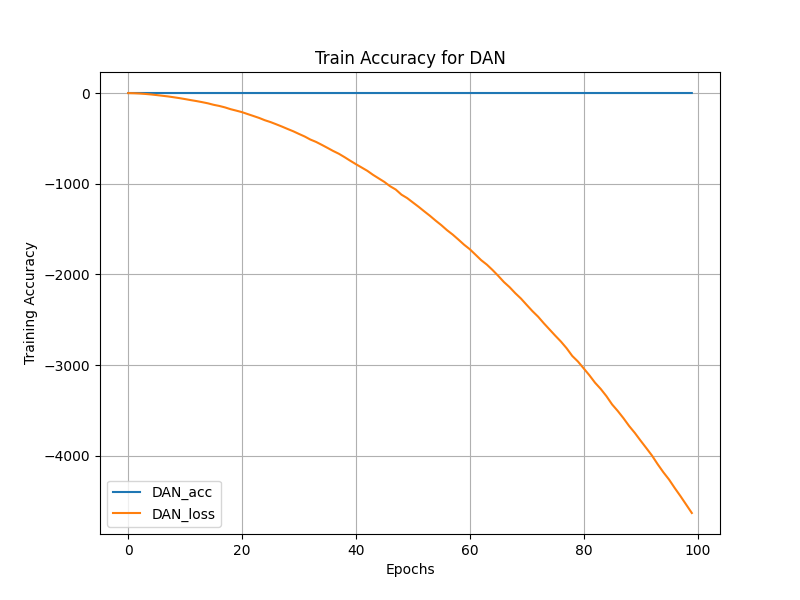 Train Accuracy for DAN
Training Accuracy
0
−1000
−2000
−3000
−4000
DAN_acc
DAN_loss
0 20 40 60 80 100
Epochs